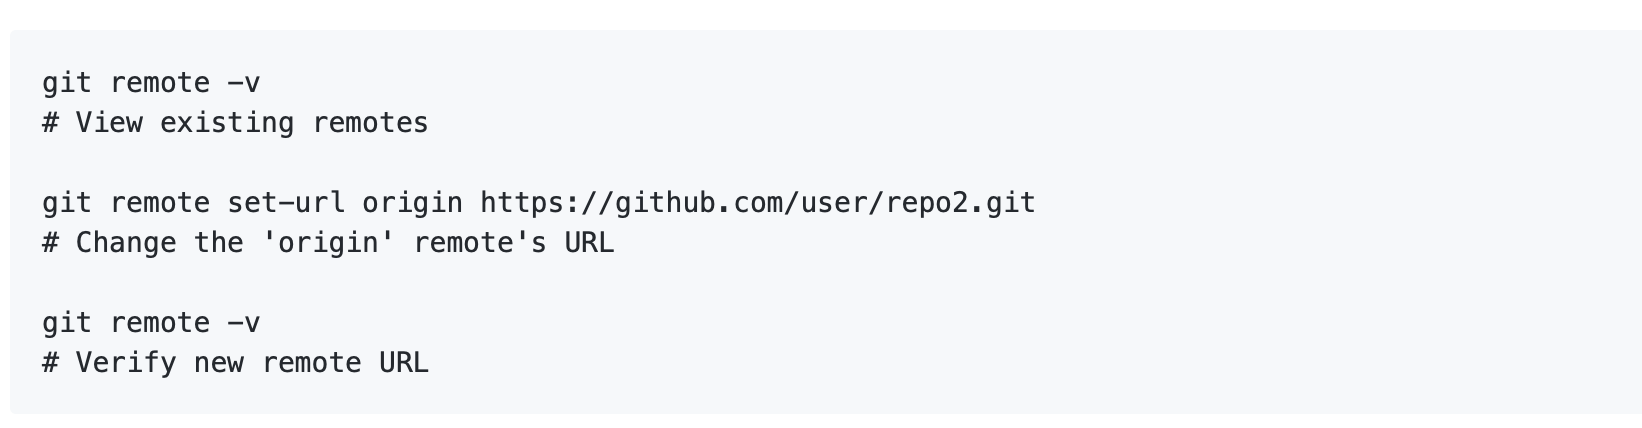 git remote -v
# View existing remotes
git remote set-url origin https://github.com/user/repo2.git
# Change the 'origin' remote's URL
git remote -v
# Verify new remote URL